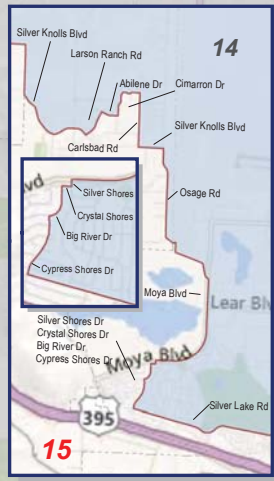 Silver Knolls Blvd
14
Larson Ranch Rd
Abilene Dr
Cimarron Dr
Silver Knolls Blvd
Carlsbad Rd
vd
Silver Shores
Osage Rd
Crystal Shores
Big River Dr
Cypress Shores Dr
Moya Blvd
Lear Blv
Silver Shores Dr
Crystal Shores Dr
Big River Dr
Cypress Shores Dr
Moya Blvd
Silver Lake Rd
395
15